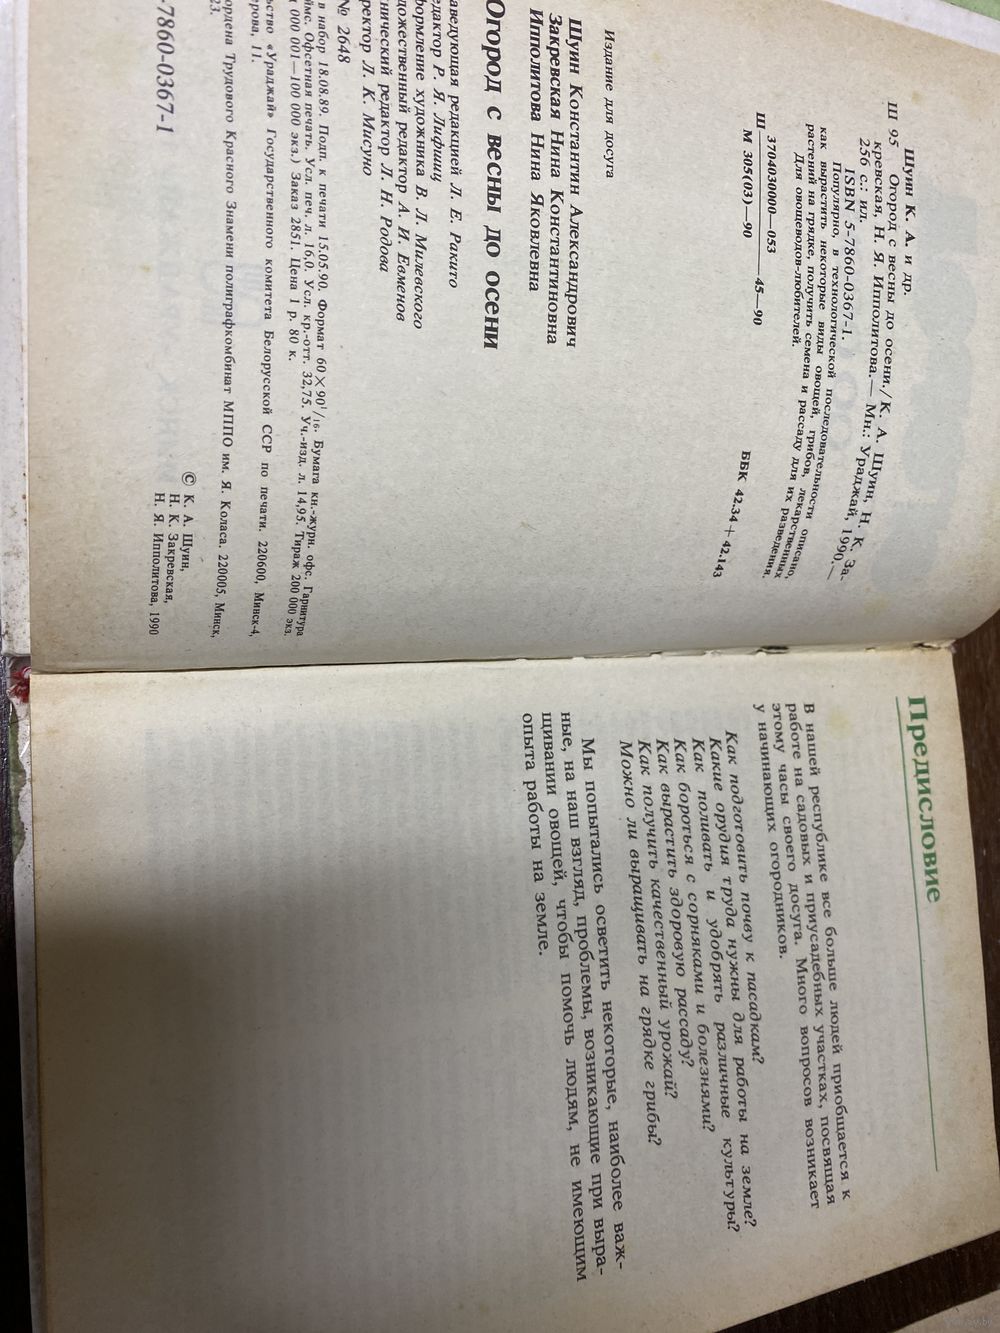 Шуин К. А. и др.
Ш 95 Огород с весны до осени./К. А. Шуин, Н. К. За-
кревская, Н. Я. Ипполитова.— Мн.: Ураджай, 1990.—
256 с.: ил.
ISBN 5-7860-0367-1.
Популярно, в технологической последовательности описано,
как вырастить некоторые виды овощей, грибов, лекарственных
растений на грядке, получить семена и рассаду для их разведения.
Для овощеводов-любителей.
Ш 3704030000—053
М 305(03)—90
45—90
ББК 42.34+42.143
Издание для досуга
Шуин Константин Александрович
Закревская Нина Константиновна
Ипполитова Нина Яковлевна
Огород с весны до осени
аведующая редакцией Л. Е. Ракито
едактор Р. Я. Лифшиц
формление художника В. Л. Милевского
дожественный редактор А. И. Евменов
нический редактор Л. Н. Родова
ректор Л. К. Мисуно
№ 2648
в набор 18.08.89. Подп. к печати 15.05.90. Формат 60×90¹/₁₆. Бумага кн.-журн. офс. Гарнитура
ймс. Офсетная печать. Усл. печ. л. 16,0. Усл. кр.-отт. 32,75. Уч.-изд. л. 14,95. Тираж 200 000 экз.
000 001—100 000 экз.) Заказ 2851. Цена 1 р. 80 к.
ьство «Ураджай» Государственного комитета Белорусской ССР по печати. 220600, Минск-4,
ерова, 11.
ордена Трудового Красного Знамени полиграфкомбинат МППО им. Я. Коласа. 220005, Минск,
23.
-7860-0367-1
© К. А. Шуин,
Н. К. Закревская,
Н. Я. Ипполитова, 1990
Предисловие
В нашей республике все больше людей приобщается к
работе на садовых и приусадебных участках, посвящая
этому часы своего досуга. Много вопросов возникает
у начинающих огородников.
Как подготовить почву к пасадкам?
Какие орудия труда нужны для работы на земле?
Как поливать и удобрять различные культуры?
Как бороться с сорняками и болезнями?
Как вырастить здоровую рассаду?
Как получить качественный урожай?
Можно ли выращивать на грядке грибы?
Мы попытались осветить некоторые, наиболее важ-
ные, на наш взгляд, проблемы, возникающие при выра-
щивании овощей, чтобы помочь людям, не имеющим
опыта работы на земле.